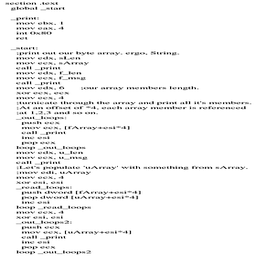 section .text
global _start

_print:
mov ebx, 1
mov eax, 4
int 0x80
ret

_start:
;print out our byte array. ergo, String.
mov edx, sLen
mov ecx, sArray
call _print
mov edx, f_len
mov ecx, f_msg
call _print
mov edx, 6 ;our array members length.
xor ecx, ecx
mov ecx, 4
;turnicate through the array and print all it's members.
;At an offset of *4, each array member is referenced
;at 1,2,3 and so on.
_out_loops:
push ecx
mov ecx, [fArray+esi*4]
call _print
inc esi
pop ecx
loop _out_loops
mov edx, u_len
mov ecx, u_msg
call _print
;Let's populate 'uArray' with something from sArray.
;mov edi, uArray
mov ecx, 4
xor esi, esi
_read_loops:
push dword [fArray+esi*4]
pop dword [uArray+esi*4]
inc esi
loop _read_loops
mov ecx, 4
xor esi, esi
_out_loops2:
push ecx
mov ecx, [uArray+esi*4]
call _print
inc esi
pop ecx
loop _out_loops2